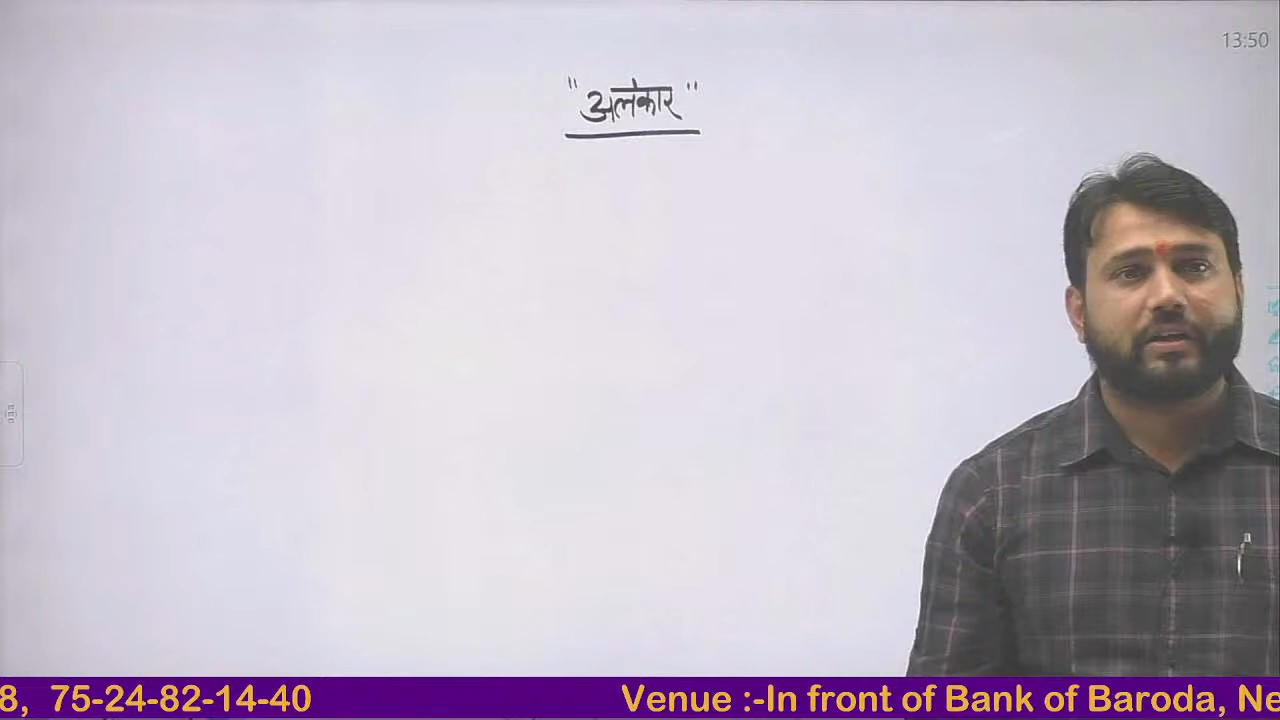 13:50
"अलंकार"
8, 75-24-82-14-40 Venue :-In front of Bank of Baroda, Ne